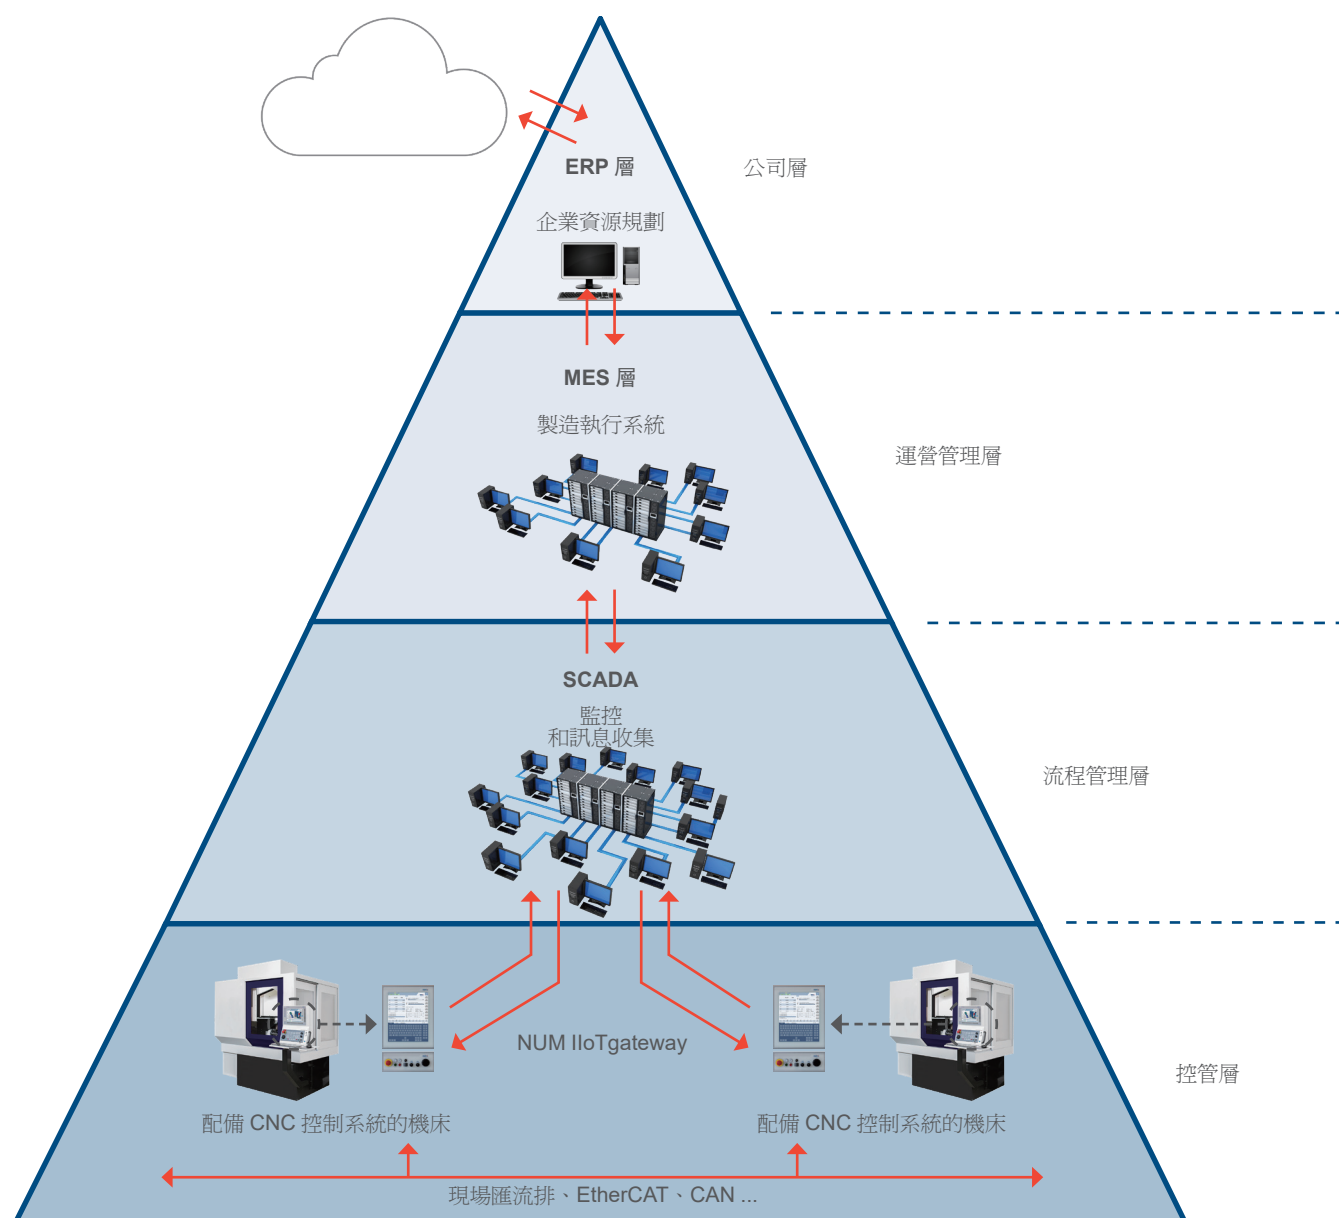 ERP 層
公司層
企業資源規劃
MES 層
製造執行系統
運營管理層
SCADA
監控
和訊息收集
流程管理層
NUM IIoTgateway
控管層
配備 CNC 控制系統的機床
配備 CNC 控制系統的機床
現場匯流排、EtherCAT、CAN ...